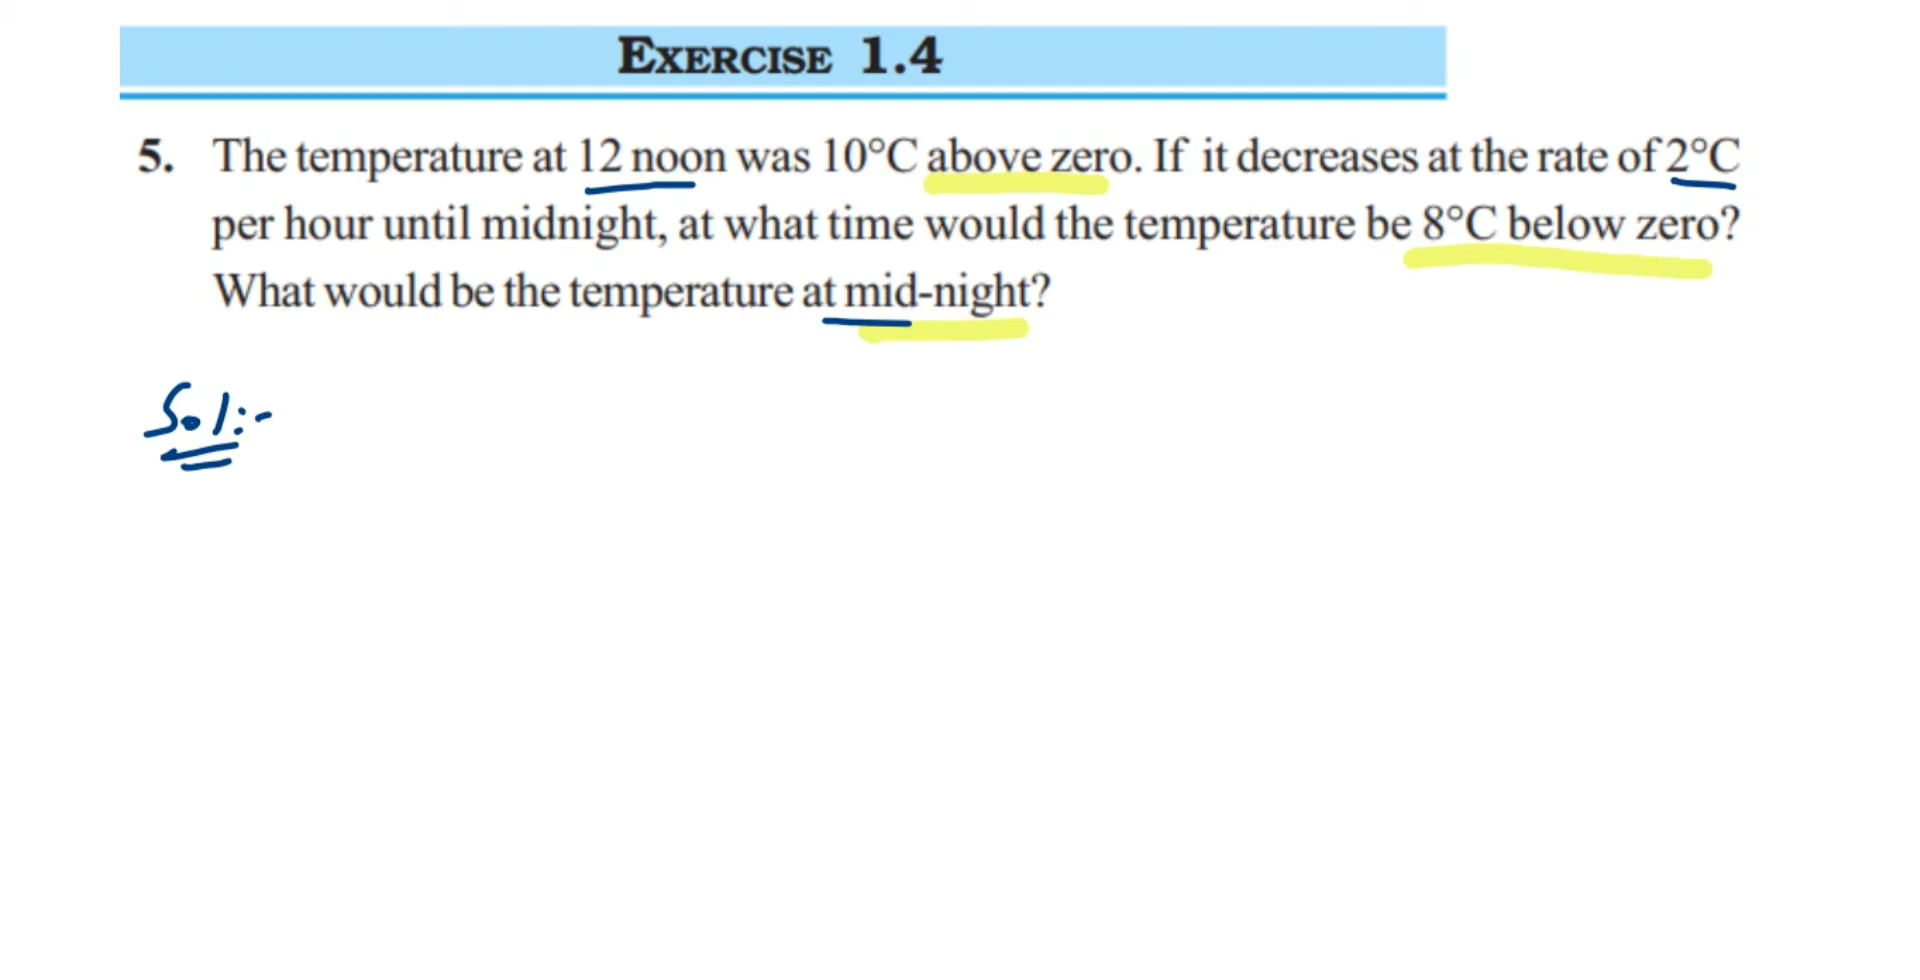 EXERCISE 1.4
5. The temperature at 12 noon was 10°C above zero. If it decreases at the rate of 2°C
per hour until midnight, at what time would the temperature be 8°C below zero?
What would be the temperature at mid-night?
Sol:-